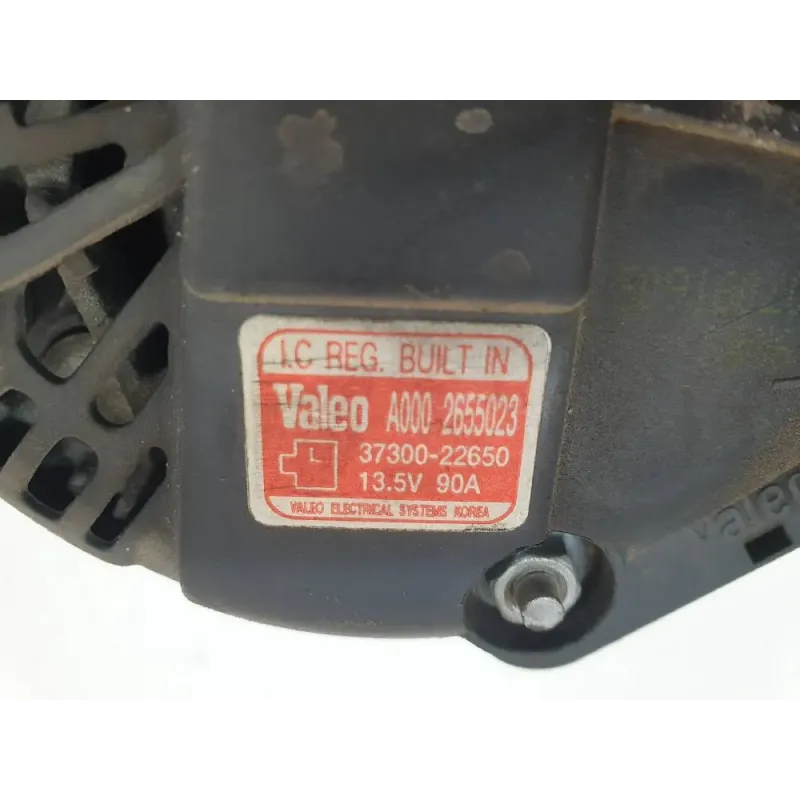 I.C REG. BUILT IN
Valeo A000-2655023
L 37300-22650
13.5V 90A
VALEO ELECTRICAL SYSTEMS KOREA
Valeo